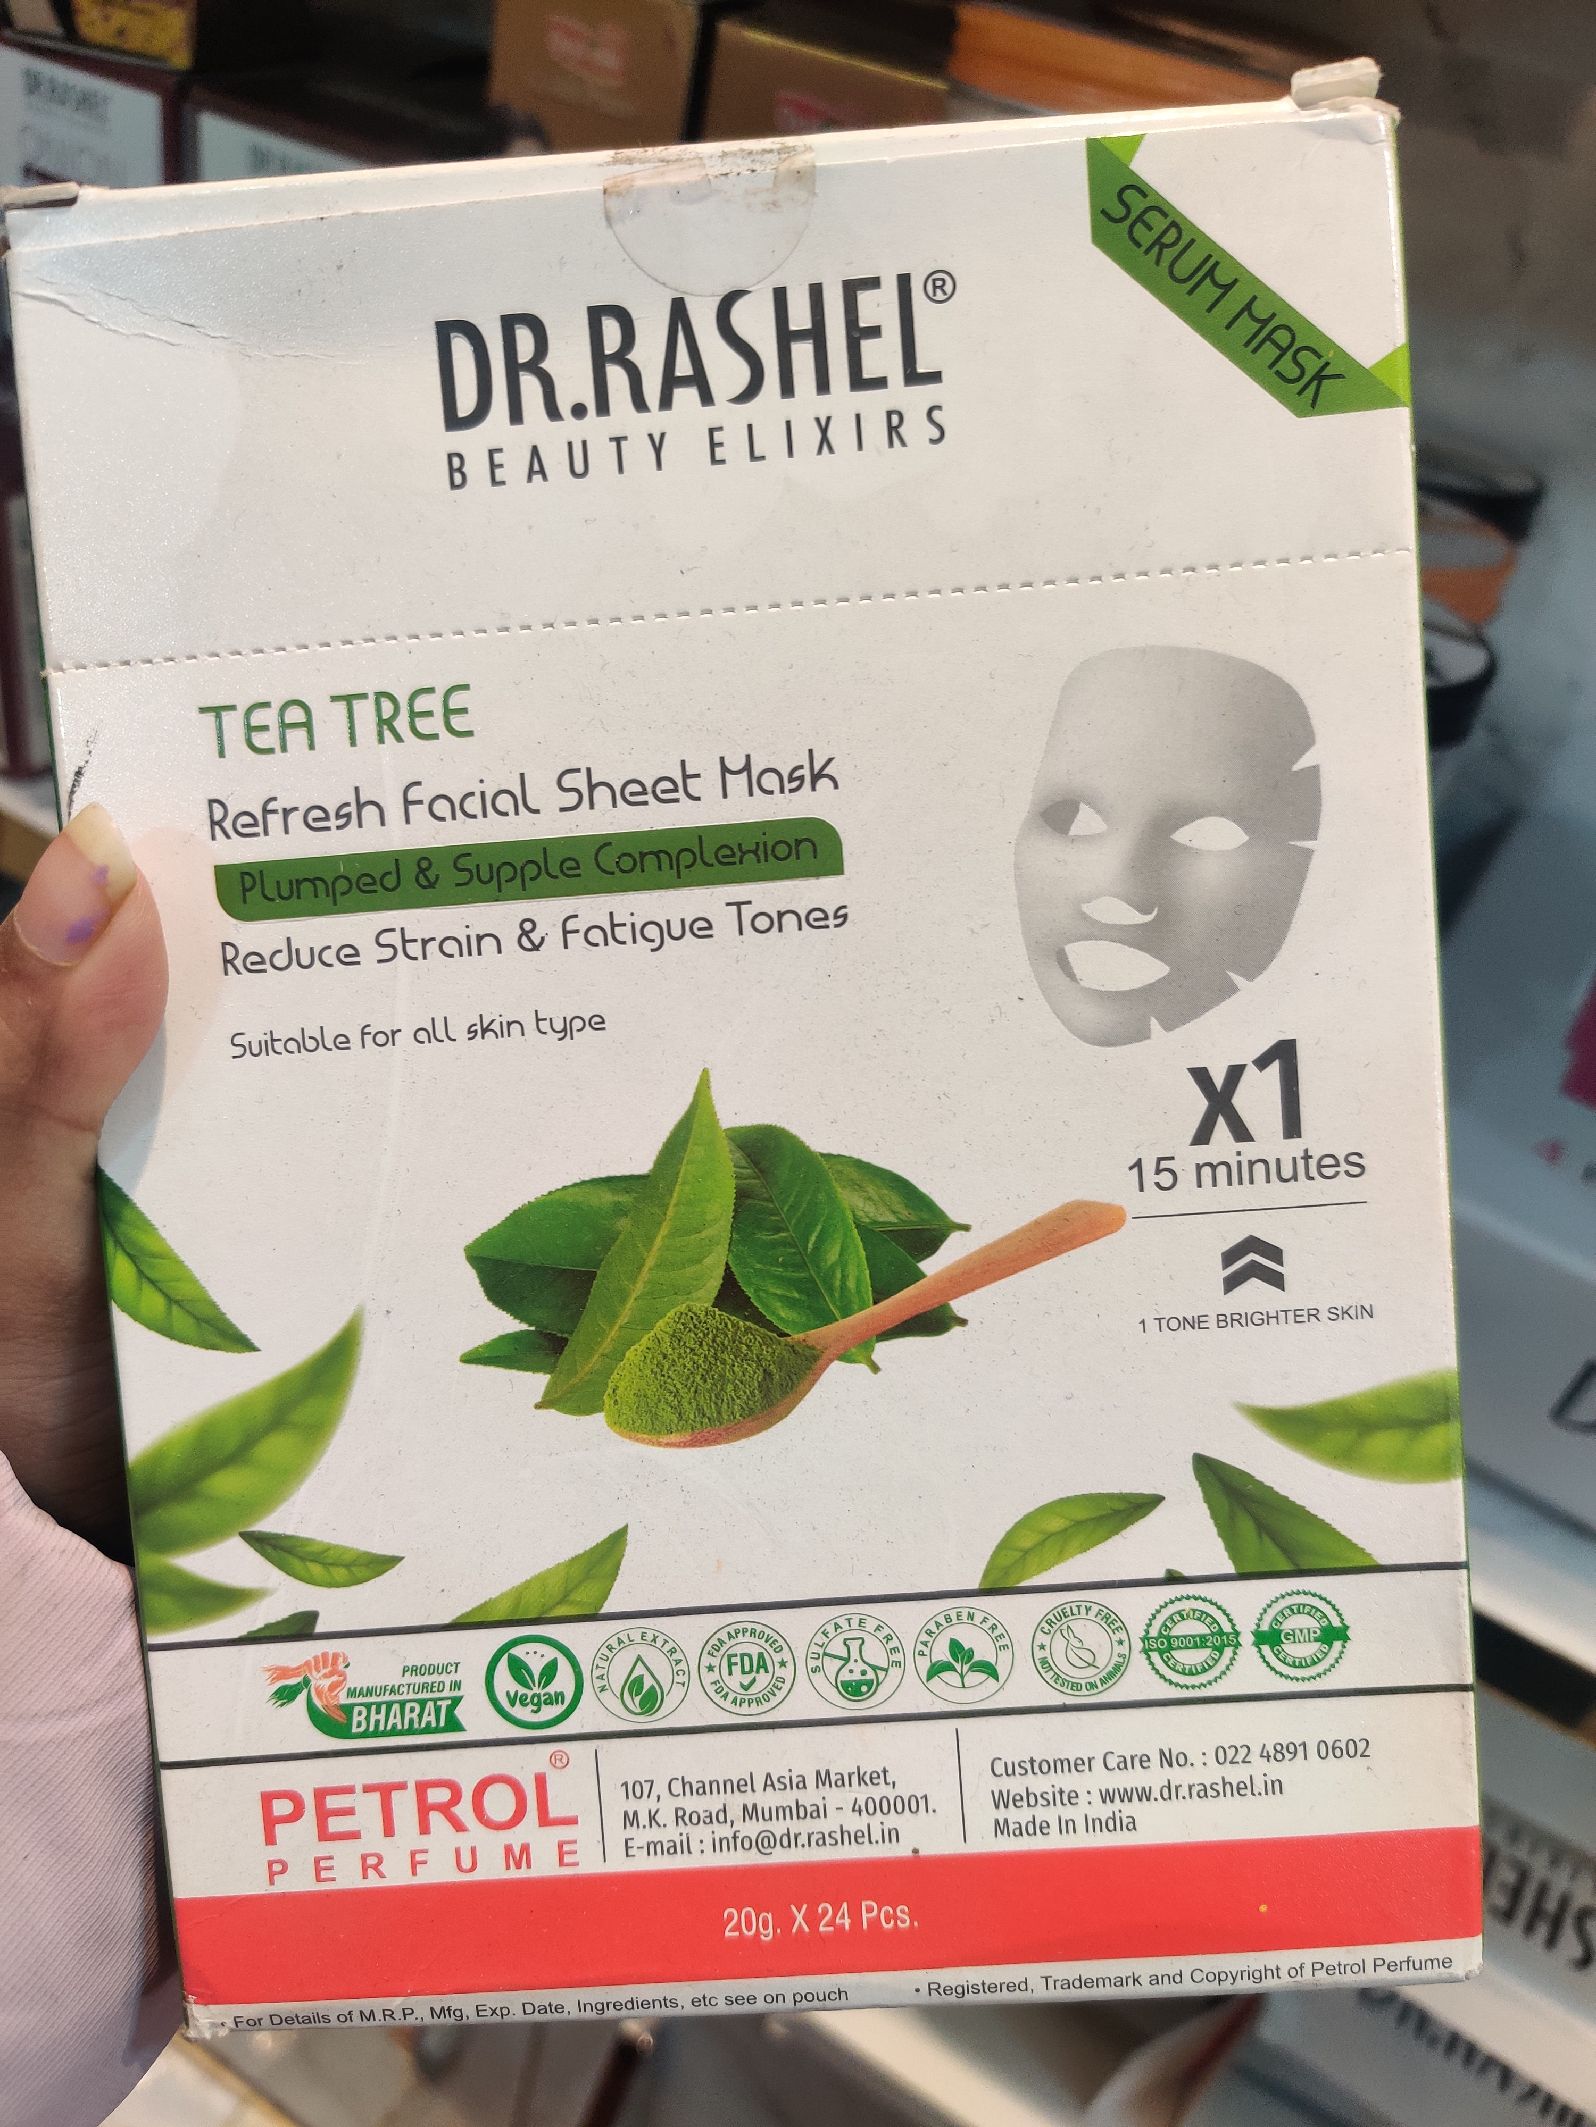 SERUM MASK
DR.RASHEL®
BEAUTY ELIXIRS
TEA TREE
Refresh Facial Sheet Mask
Plumped & Supple Complexion
Reduce Strain & Fatigue Tones
Suitable for all skin type
x1
15 minutes
1 TONE BRIGHTER SKIN
PRODUCT
MANUFACTURED IN
BHARAT
Vegan
NATURAL EXTRACT
FDA APPROVED
FDA
FDA APPROVED
SULFATE FREE
PARABEN FREE
CRUELTY FREE
NOT TESTED ON ANIMALS
CERTIFIED
ISO 9001:2015
CERTIFIED
CERTIFIED
GMP
CERTIFIED
PETROL®
PERFUME
107, Channel Asia Market,
M.K. Road, Mumbai - 400001.
E-mail : info@dr.rashel.in
Customer Care No. : 022 4891 0602
Website : www.dr.rashel.in
Made In India
20g. X 24 Pcs.
• For Details of M.R.P., Mfg, Exp. Date, Ingredients, etc see on pouch
• Registered, Trademark and Copyright of Petrol Perfume